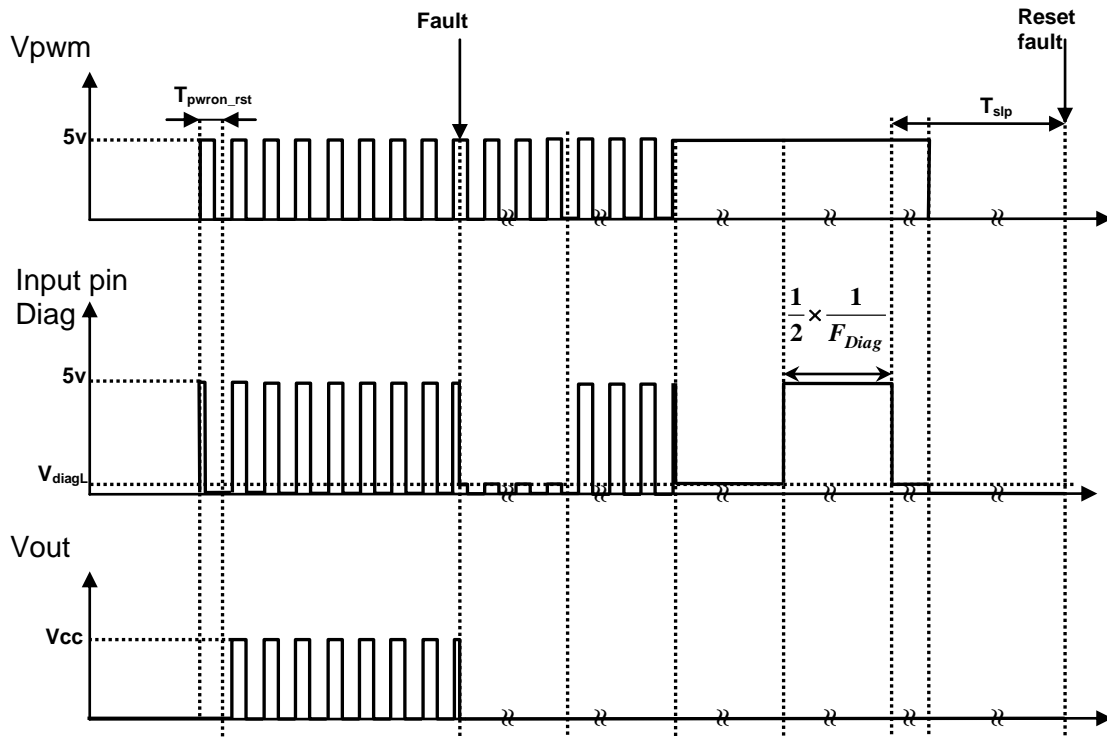 Vpwm
Fault
Reset
fault
Tpwron_rst
Tslp
5v
Input pin
Diag
1/2 × 1/FDiag
5v
VdiagL
Vout
Vcc